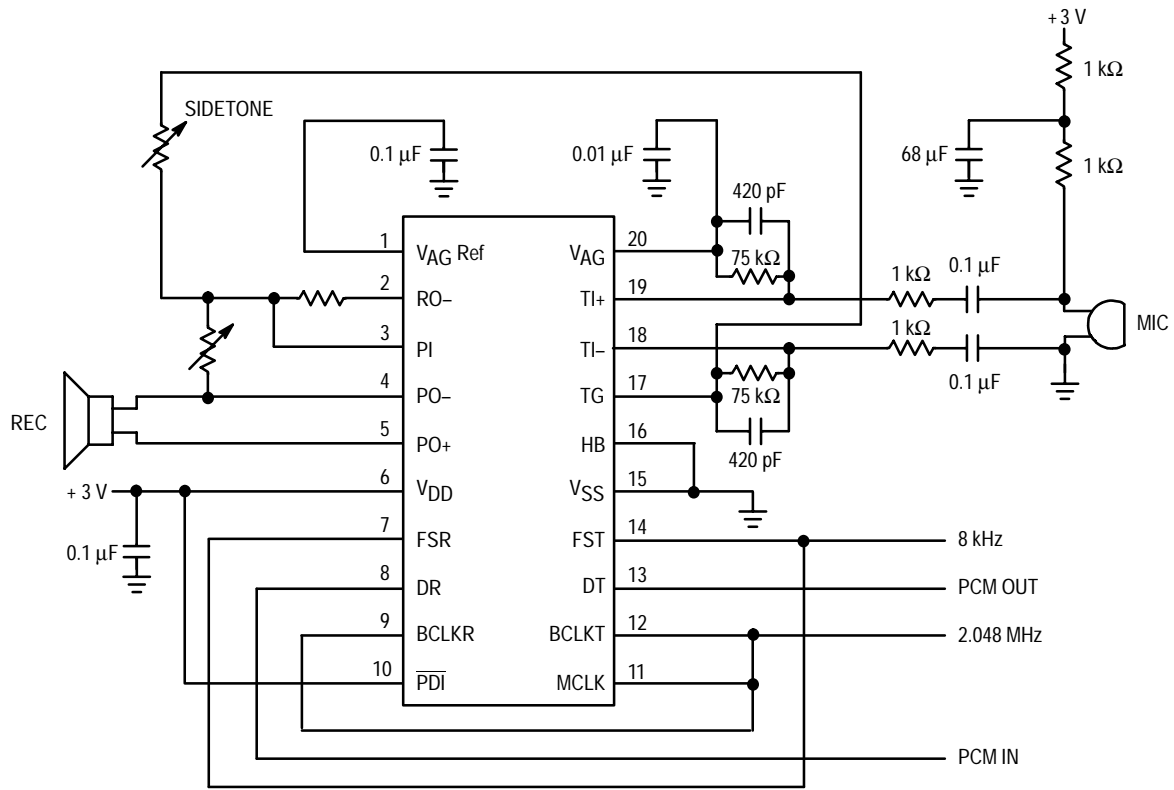 + 3 V
1 kΩ
SIDETONE
0.1 μF
0.01 μF
68 μF
1 kΩ
420 pF
1
VAG Ref
VAG
20
75 kΩ
1 kΩ
0.1 μF
2
RO–
TI+
19
MIC
3
PI
TI–
18
1 kΩ
0.1 μF
4
PO–
TG
17
75 kΩ
REC
5
PO+
HB
16
420 pF
+ 3 V
6
VDD
VSS
15
7
FSR
FST
14
8 kHz
0.1 μF
8
DR
DT
13
PCM OUT
9
BCLKR
BCLKT
12
2.048 MHz
10
PDI
MCLK
11
PCM IN